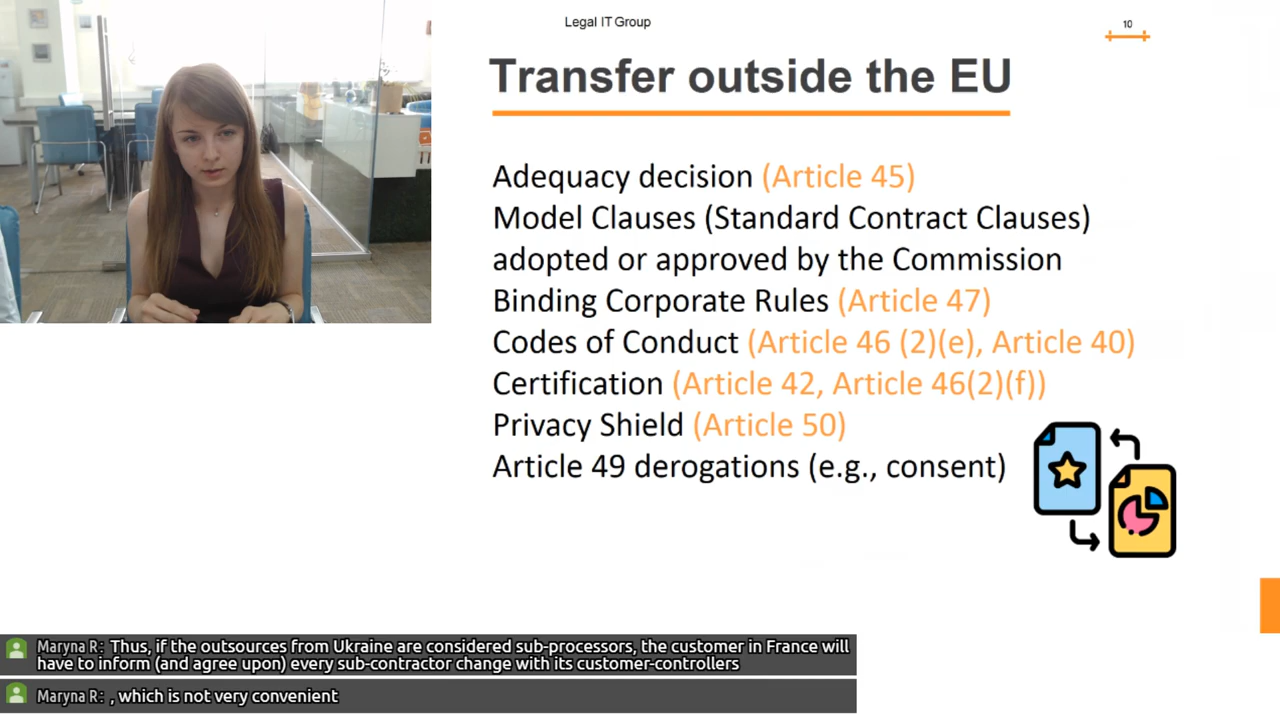 Legal IT Group
10
Transfer outside the EU
Adequacy decision (Article 45)
Model Clauses (Standard Contract Clauses)
adopted or approved by the Commission
Binding Corporate Rules (Article 47)
Codes of Conduct (Article 46 (2)(e), Article 40)
Certification (Article 42, Article 46(2)(f))
Privacy Shield (Article 50)
Article 49 derogations (e.g., consent)
Maryna R: Thus, if the outsources from Ukraine are considered sub-processors, the customer in France will
have to inform (and agree upon) every sub-contractor change with its customer-controllers
Maryna R: , which is not very convenient